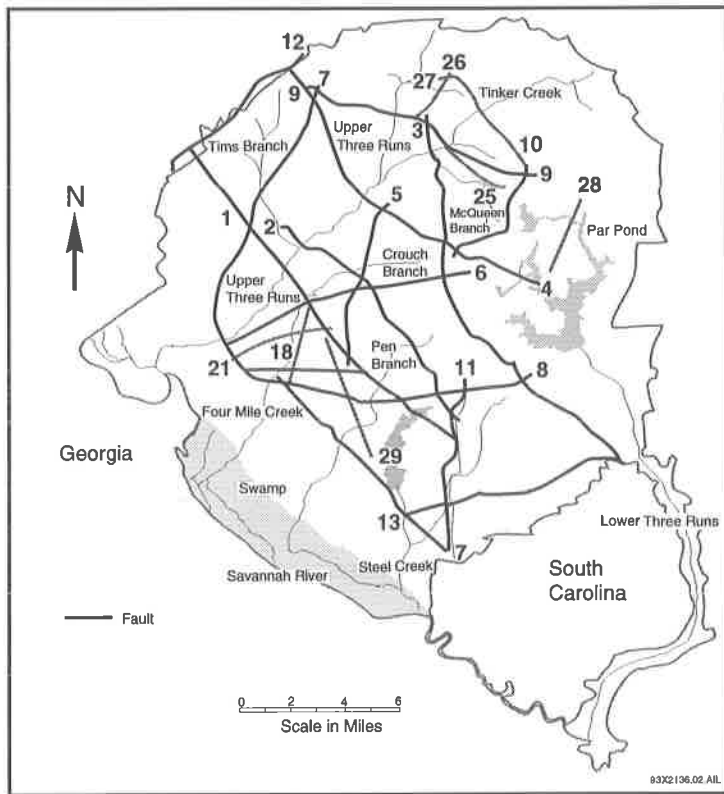 12
7
26
27
9
Tinker Creek
Upper
Three Runs
3
Tims Branch
10
9
28
25
5
McQueen
Branch
Par Pond
N
1
2
Crouch
Branch
6
4
Upper
Three Runs
18
Pen
Branch
11
8
21
Four Mile Creek
Georgia
29
Swamp
13
Lower Three Runs
7
Steel Creek
South
Carolina
Savannah River
Fault
0 2 4 6
Scale in Miles
93X2136.02.AIL